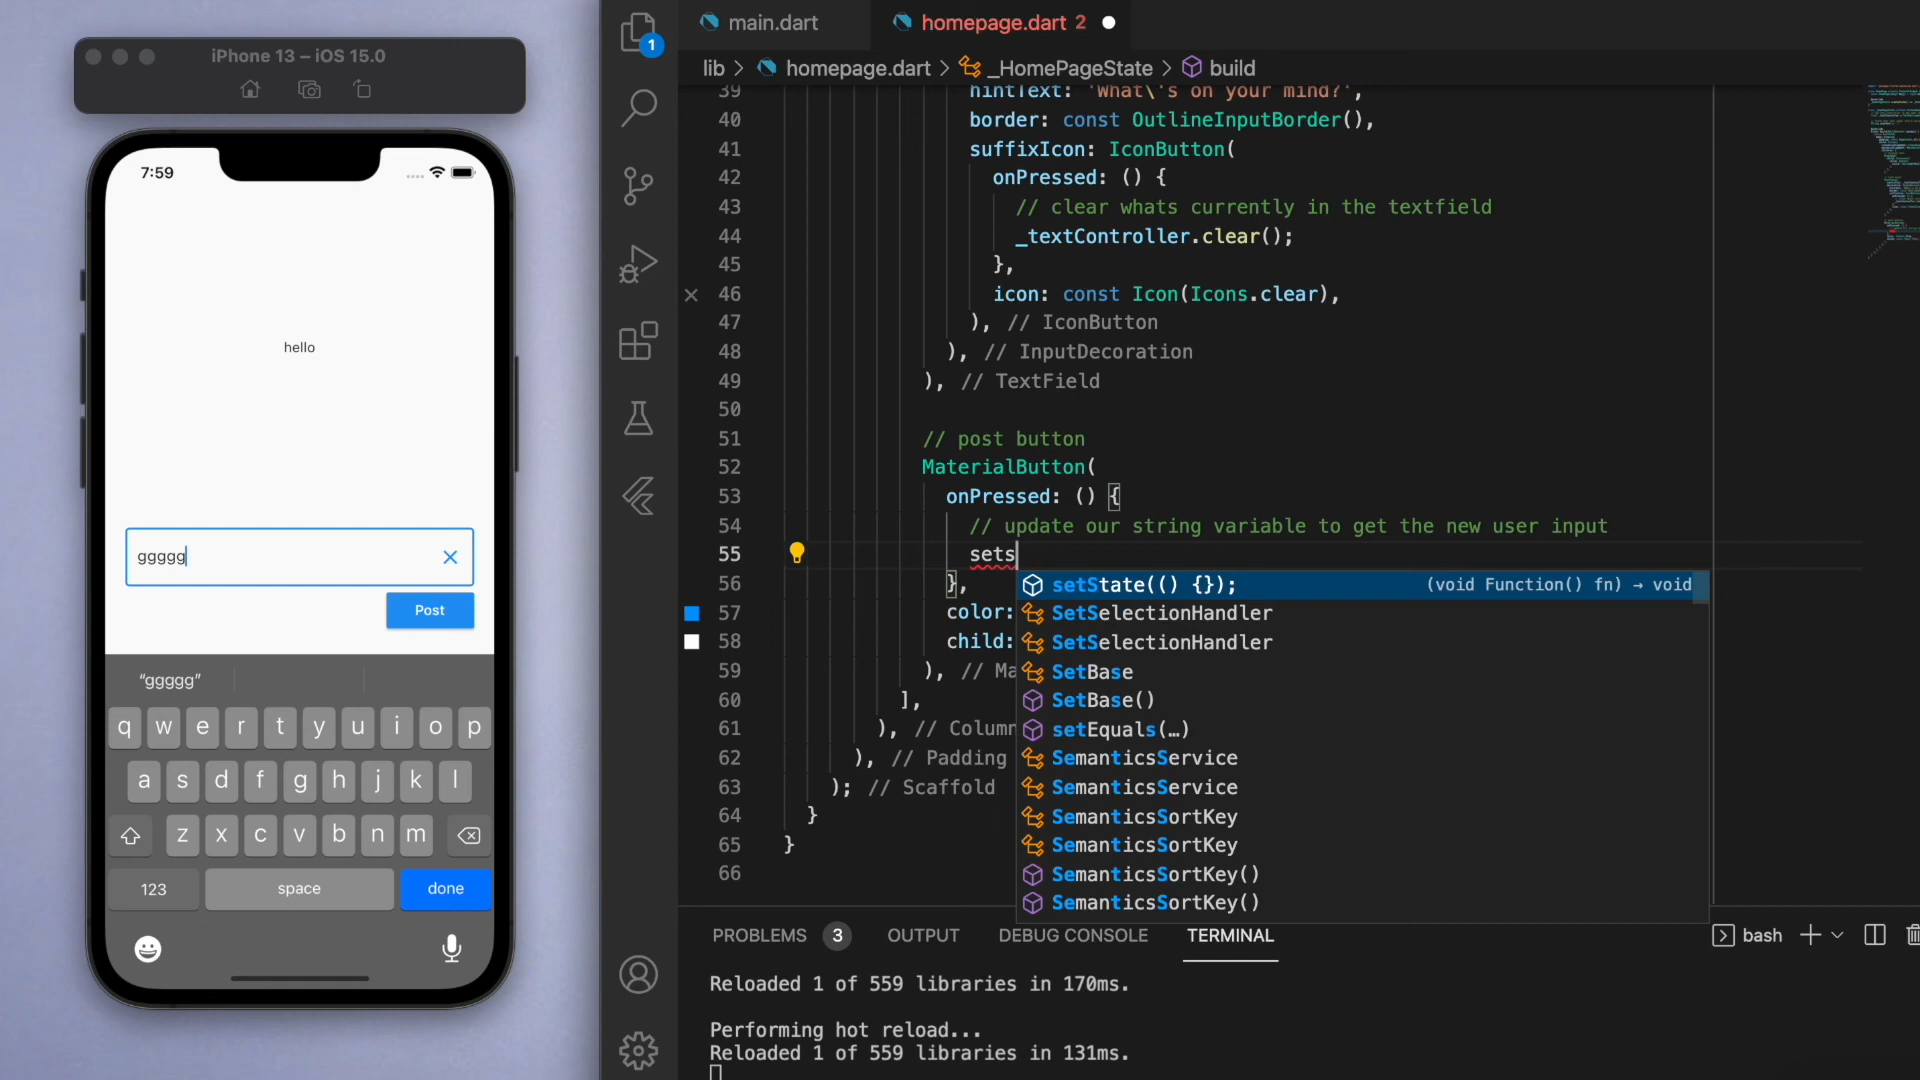 iPhone 13 – iOS 15.0
7:59
hello
ggggg
Post
“ggggg”
q w e r t y u i o p
a s d f g h j k l
z x c v b n m
123 space done
1
main.dart
homepage.dart 2
lib > homepage.dart > _HomePageState > build
39 hintText: 'What\'s on your mind?',
40 border: const OutlineInputBorder(),
41 suffixIcon: IconButton(
42 onPressed: () {
43 // clear whats currently in the textfield
44 _textController.clear();
45 },
46 icon: const Icon(Icons.clear),
47 ), // IconButton
48 ), // InputDecoration
49 ), // TextField
50
51 // post button
52 MaterialButton(
53 onPressed: () {
54 // update our string variable to get the new user input
55 sets
56 },
57 color:
58 child:
59 ), // Ma
60 ],
61 ), // Column
62 ), // Padding
63 ); // Scaffold
64 }
65 }
66
setState(() {}); (void Function() fn) → void
SetSelectionHandler
SetSelectionHandler
SetBase
SetBase()
setEquals(…)
SemanticsService
SemanticsService
SemanticsSortKey
SemanticsSortKey
SemanticsSortKey()
SemanticsSortKey()
PROBLEMS 3 OUTPUT DEBUG CONSOLE TERMINAL
bash
Reloaded 1 of 559 libraries in 170ms.
Performing hot reload...
Reloaded 1 of 559 libraries in 131ms.